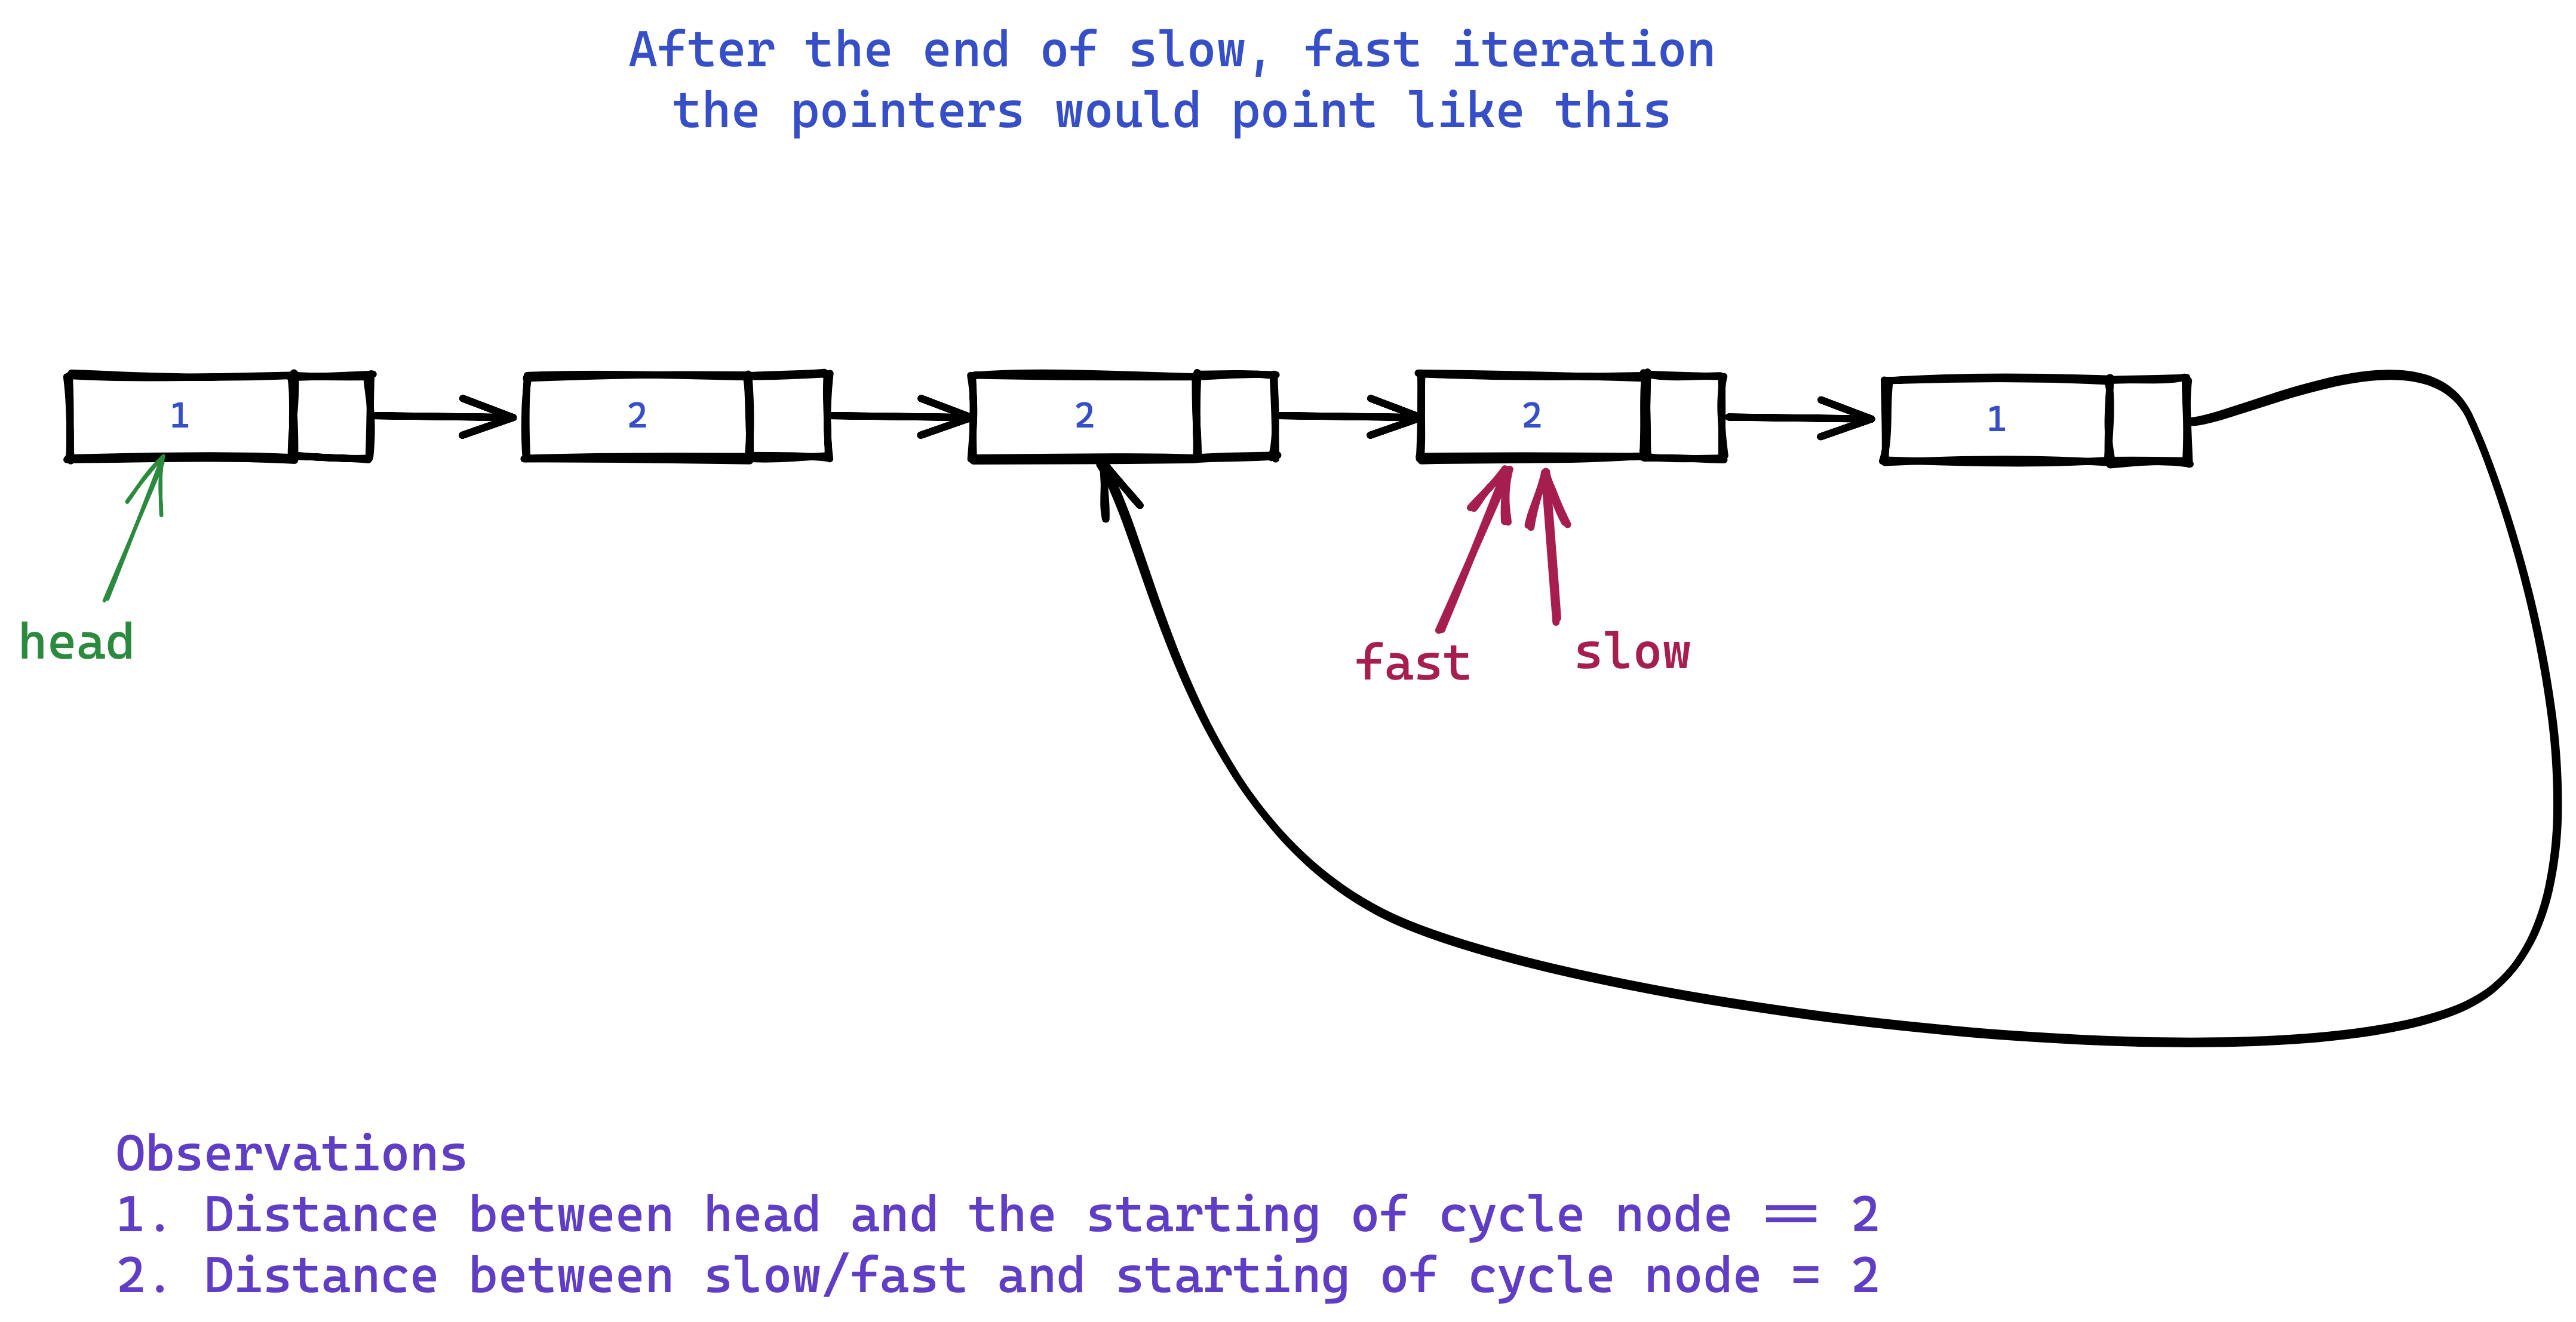 After the end of slow, fast iteration
the pointers would point like this
1
2
2
2
1
head
fast
slow
Observations
1. Distance between head and the starting of cycle node == 2
2. Distance between slow/fast and starting of cycle node = 2